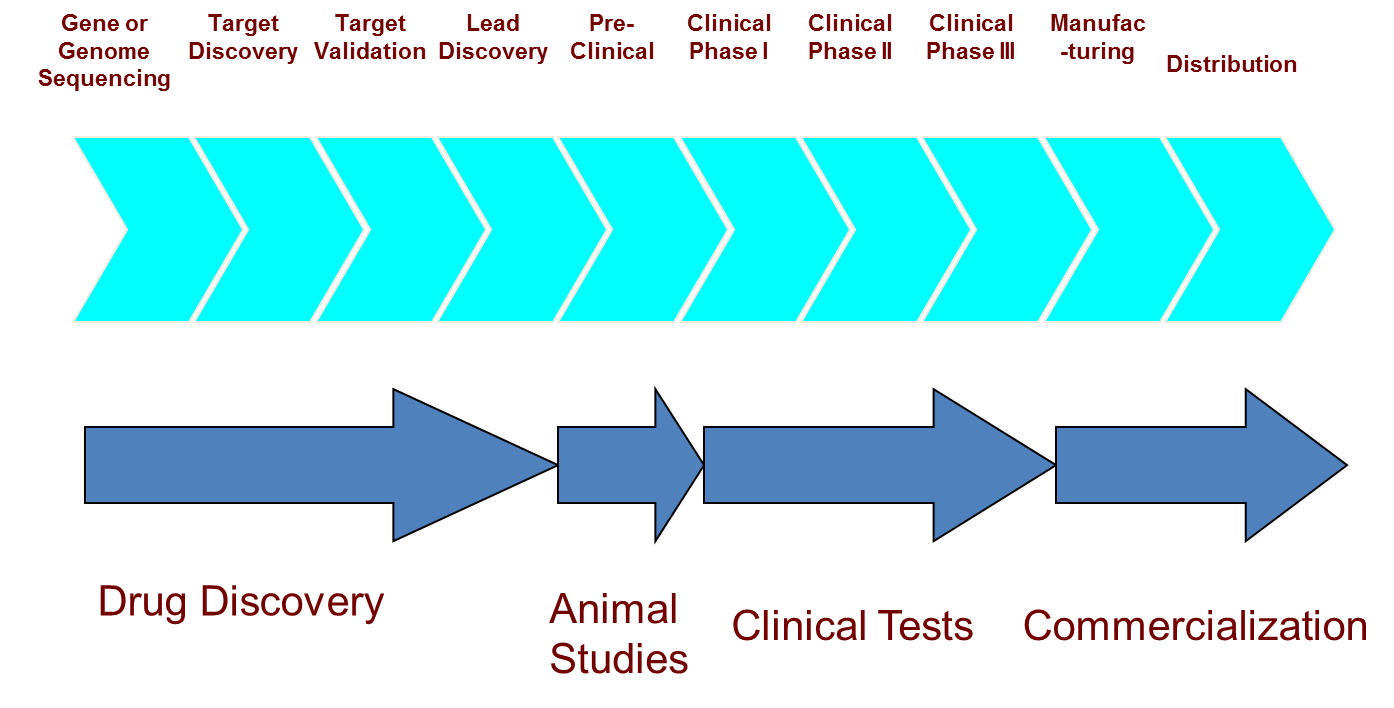 Gene or
Genome
Sequencing
Target
Discovery
Target
Validation
Lead
Discovery
Pre-
Clinical
Clinical
Phase I
Clinical
Phase II
Clinical
Phase III
Manufac
-turing
Distribution
Drug Discovery
Animal
Studies
Clinical Tests
Commercialization